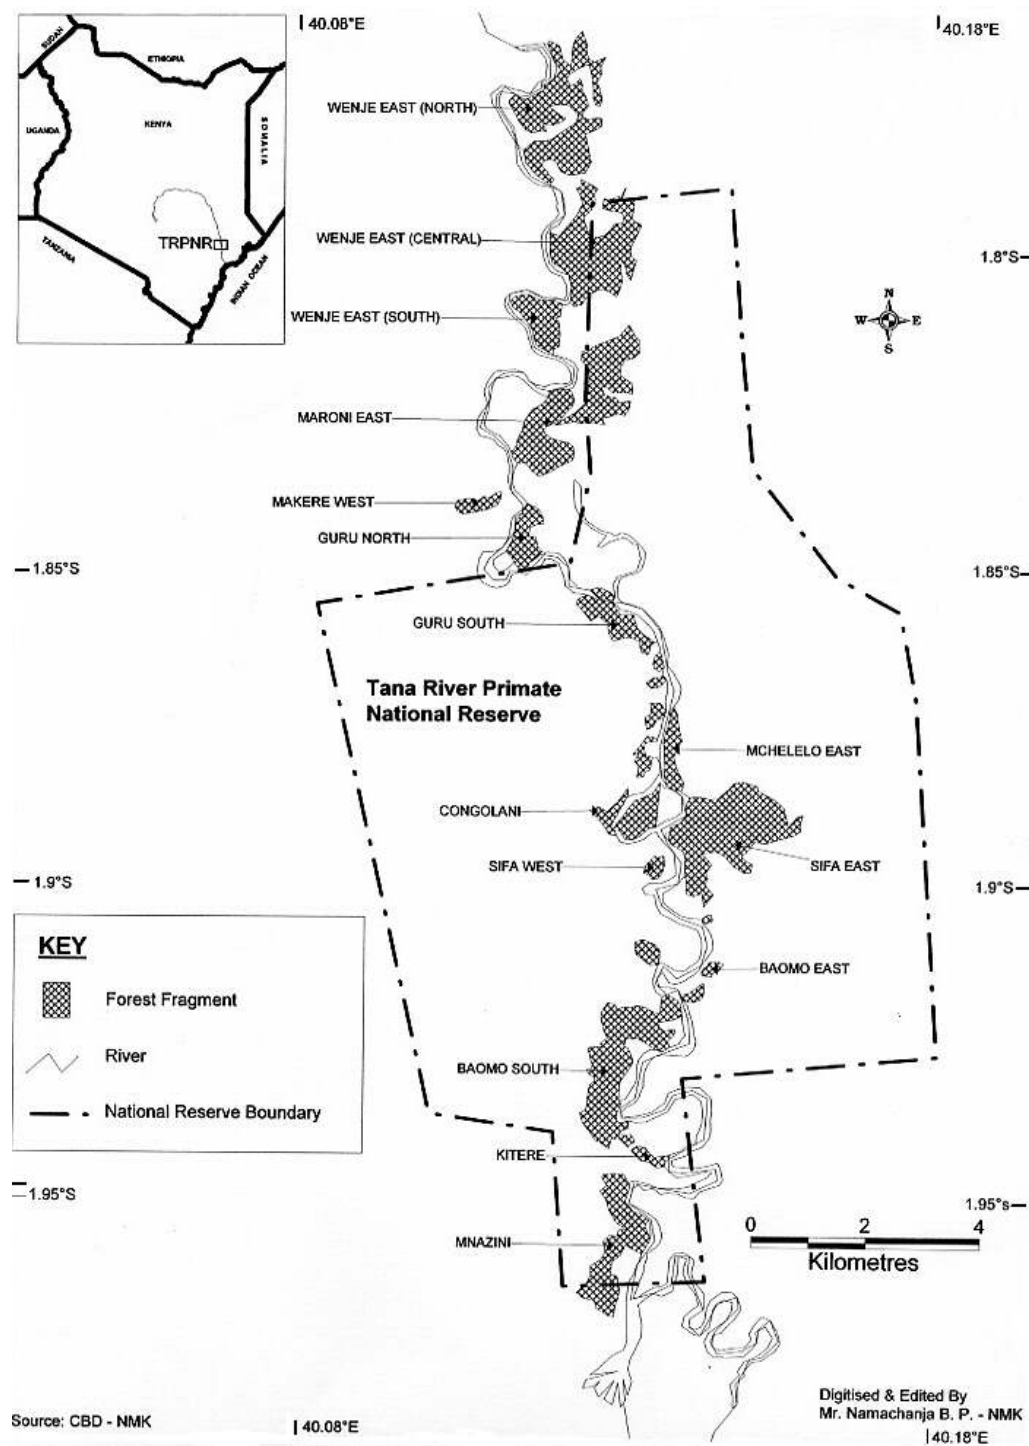 40.08°E
40.18°E
SUDAN
ETHIOPIA
UGANDA
KENYA
SOMALIA
TANZANIA
TRPNR
INDIAN OCEAN
WENJE EAST (NORTH)
WENJE EAST (CENTRAL)
1.8°S
N
W E
S
WENJE EAST (SOUTH)
MARONI EAST
MAKERE WEST
GURU NORTH
1.85°S
1.85°S
GURU SOUTH
Tana River Primate
National Reserve
MCHELELO EAST
CONGOLANI
SIFA WEST
SIFA EAST
1.9°S
1.9°S
KEY
Forest Fragment
River
National Reserve Boundary
BAOMO EAST
BAOMO SOUTH
KITERE
1.95°S
1.95°s
MNAZINI
0 2 4
Kilometres
Source: CBD - NMK
40.08°E
Digitised & Edited By
Mr. Namachanja B. P. - NMK
40.18°E